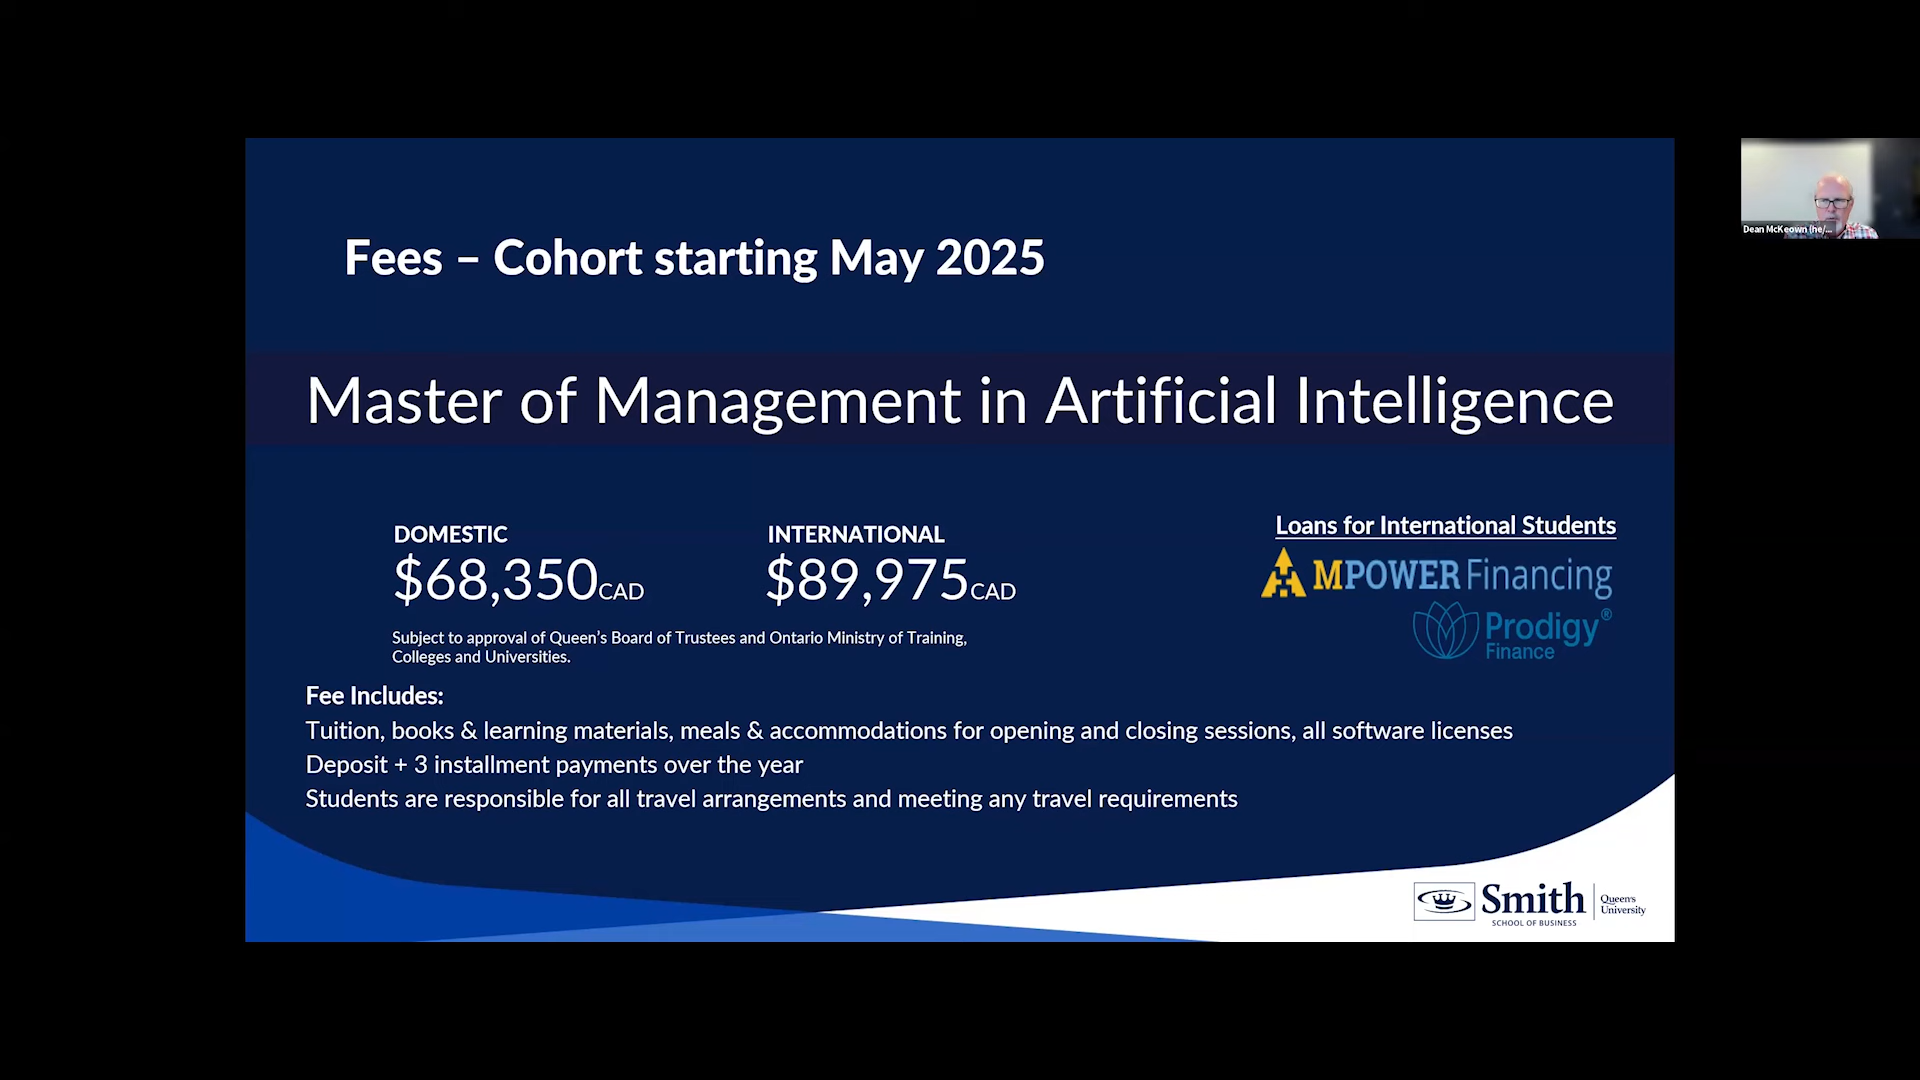 Fees – Cohort starting May 2025
Master of Management in Artificial Intelligence
DOMESTIC
$68,350CAD
INTERNATIONAL
$89,975CAD
Subject to approval of Queen's Board of Trustees and Ontario Ministry of Training,
Colleges and Universities.
Loans for International Students
MPOWER Financing
Prodigy®
Finance
Fee Includes:
Tuition, books & learning materials, meals & accommodations for opening and closing sessions, all software licenses
Deposit + 3 installment payments over the year
Students are responsible for all travel arrangements and meeting any travel requirements
Smith
SCHOOL OF BUSINESS
Queen's
University
Dean McKeown (he/...